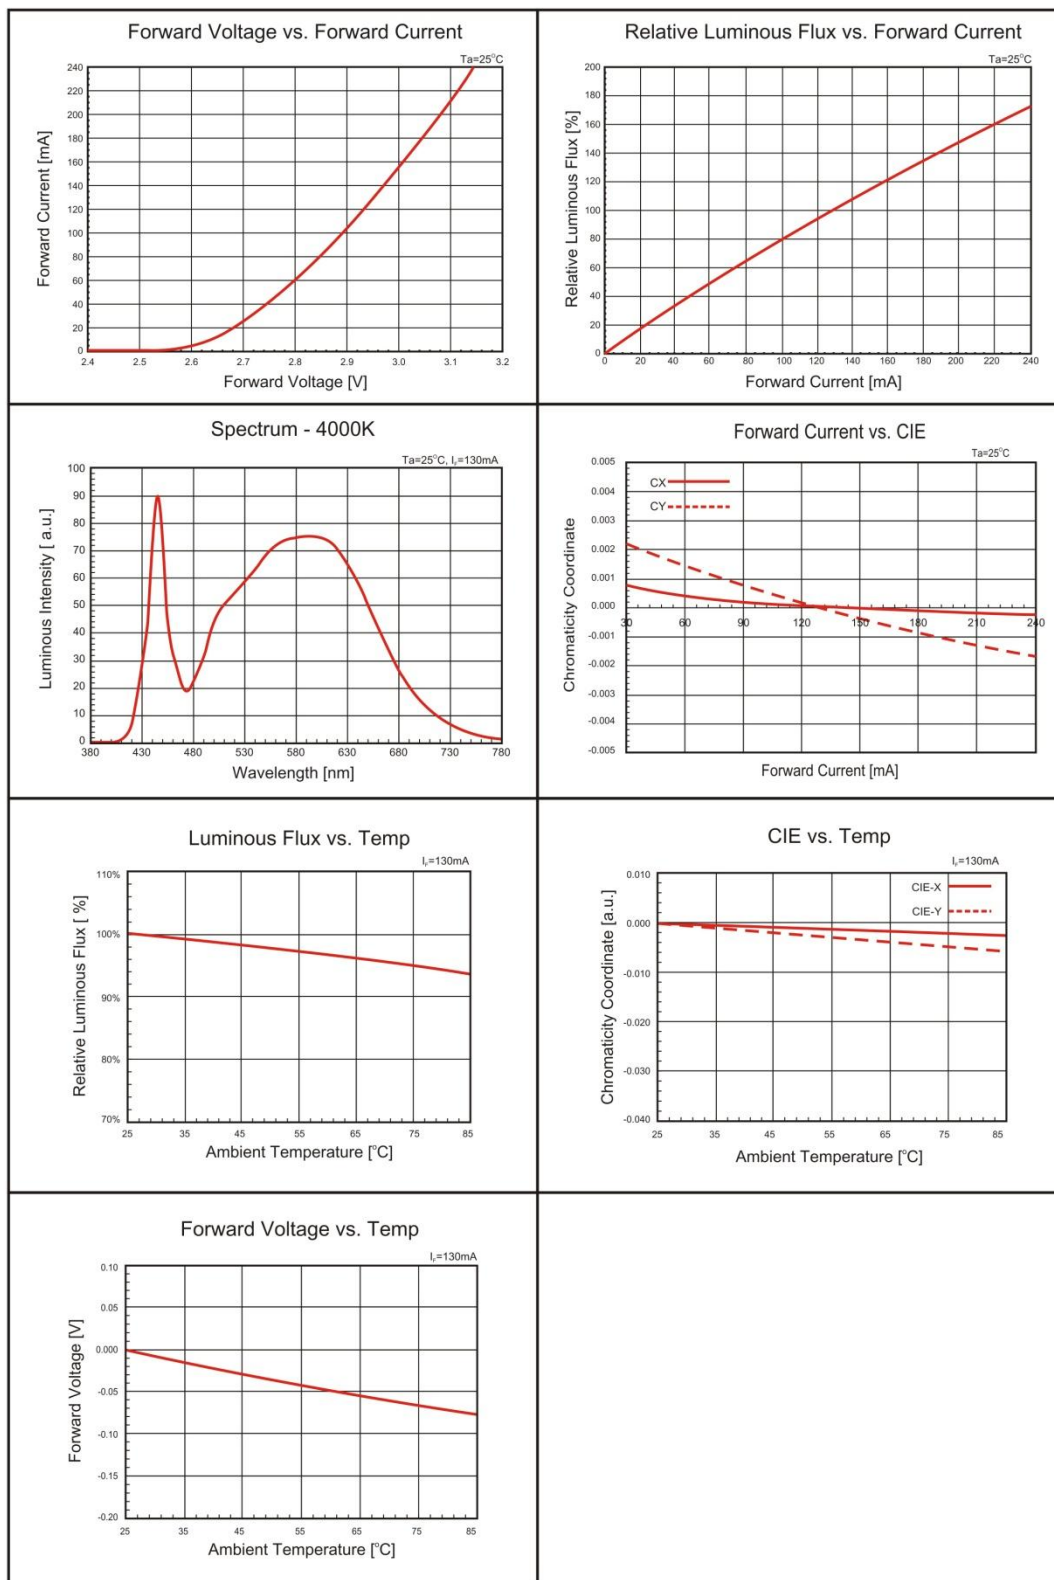 Forward Voltage vs. Forward Current
Ta=25°C
Forward Current [mA]
240
220
200
180
160
140
120
100
80
60
40
20
0
2.4 2.5 2.6 2.7 2.8 2.9 3.0 3.1 3.2
Forward Voltage [V]
Relative Luminous Flux vs. Forward Current
Ta=25°C
Relative Luminous Flux [%]
200
180
160
140
120
100
80
60
40
20
0
0 20 40 60 80 100 120 140 160 180 200 220 240
Forward Current [mA]
Spectrum - 4000K
Ta=25°C, IF=130mA
Luminous Intensity [ a.u.]
100
90
80
70
60
50
40
30
20
10
0
380 430 480 530 580 630 680 730 780
Wavelength [nm]
Forward Current vs. CIE
Ta=25°C
Chromaticity Coordinate
0.005
0.004
0.003
0.002
0.001
0.000
-0.001
-0.002
-0.003
-0.004
-0.005
CX
CY
30 60 90 120 150 180 210 240
Forward Current [mA]
Luminous Flux vs. Temp
IF=130mA
Relative Luminous Flux [ %]
110%
100%
90%
80%
70%
25 35 45 55 65 75 85
Ambient Temperature [°C]
CIE vs. Temp
IF=130mA
Chromaticity Coordinate [a.u.]
0.010
0.000
-0.010
-0.020
-0.030
-0.040
CIE-X
CIE-Y
25 35 45 55 65 75 85
Ambient Temperature [°C]
Forward Voltage vs. Temp
IF=130mA
Forward Voltage [V]
0.10
0.05
0.000
-0.05
-0.10
-0.15
-0.20
25 35 45 55 65 75 85
Ambient Temperature [°C]